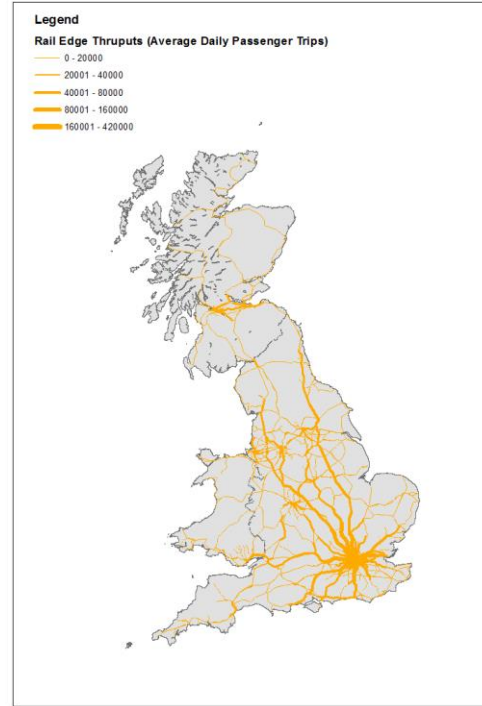 Legend
Rail Edge Thruputs (Average Daily Passenger Trips)
0 - 20000
20001 - 40000
40001 - 80000
80001 - 160000
160001 - 420000